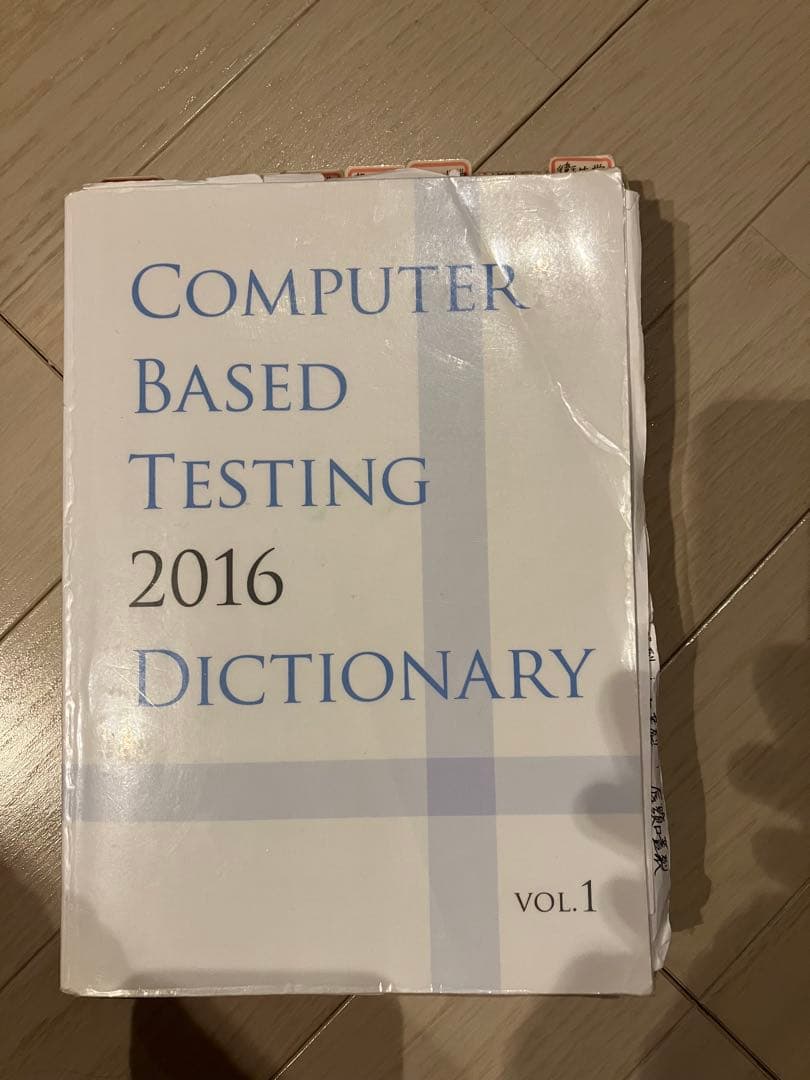 COMPUTER
BASED
TESTING
2016
DICTIONARY
VOL.1